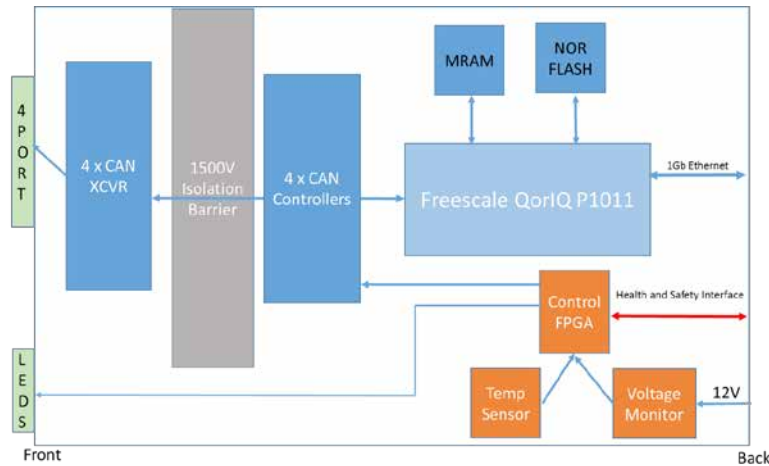 MRAM
NOR
FLASH
4
P
O
R
T
4 x CAN
XCVR
1500V
Isolation
Barrier
4 x CAN
Controllers
Freescale QorIQ P1011
1Gb Ethernet
Control
FPGA
Health and Safety Interface
L
E
D
S
Temp
Sensor
Voltage
Monitor
12V
Front
Back